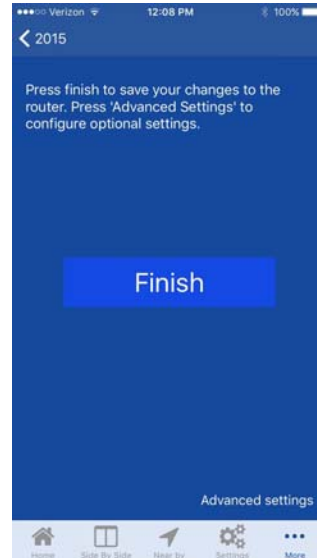 Verizon 12:08 PM 100%
2015
Press finish to save your changes to the
router. Press 'Advanced Settings' to
configure optional settings.
Finish
Advanced settings
Home Side By Side Near by Settings More